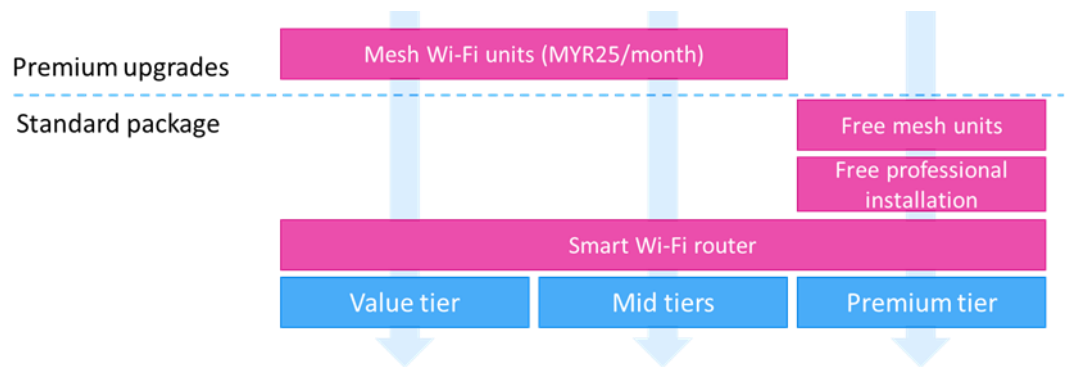 Mesh Wi-Fi units (MYR25/month)
Premium upgrades
Standard package
Free mesh units
Free professional
installation
Smart Wi-Fi router
Value tier
Mid tiers
Premium tier